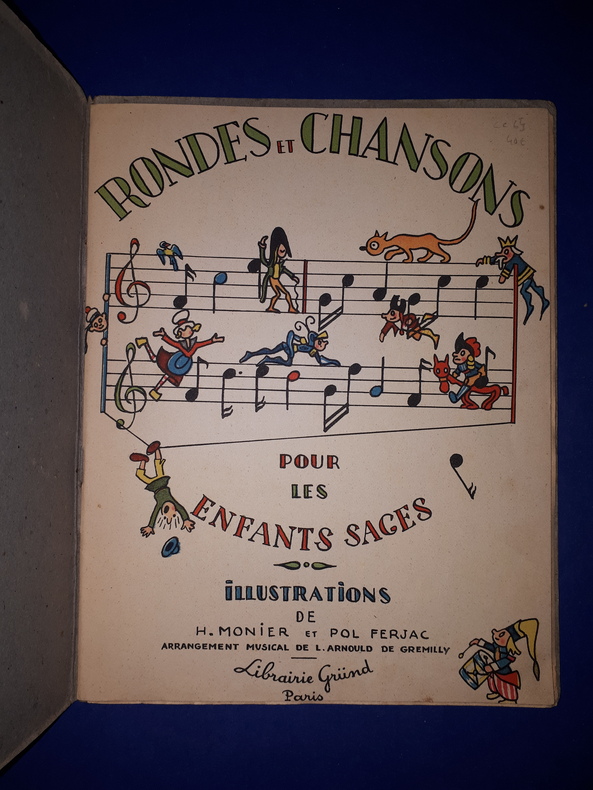 RONDES ET CHANSONS
POUR
LES
ENFANTS SAGES
ILLUSTRATIONS
DE
H. MONIER ET POL FERJAC
ARRANGEMENT MUSICAL DE L. ARNOULD DE GREMILLY
Librairie Gründ
Paris